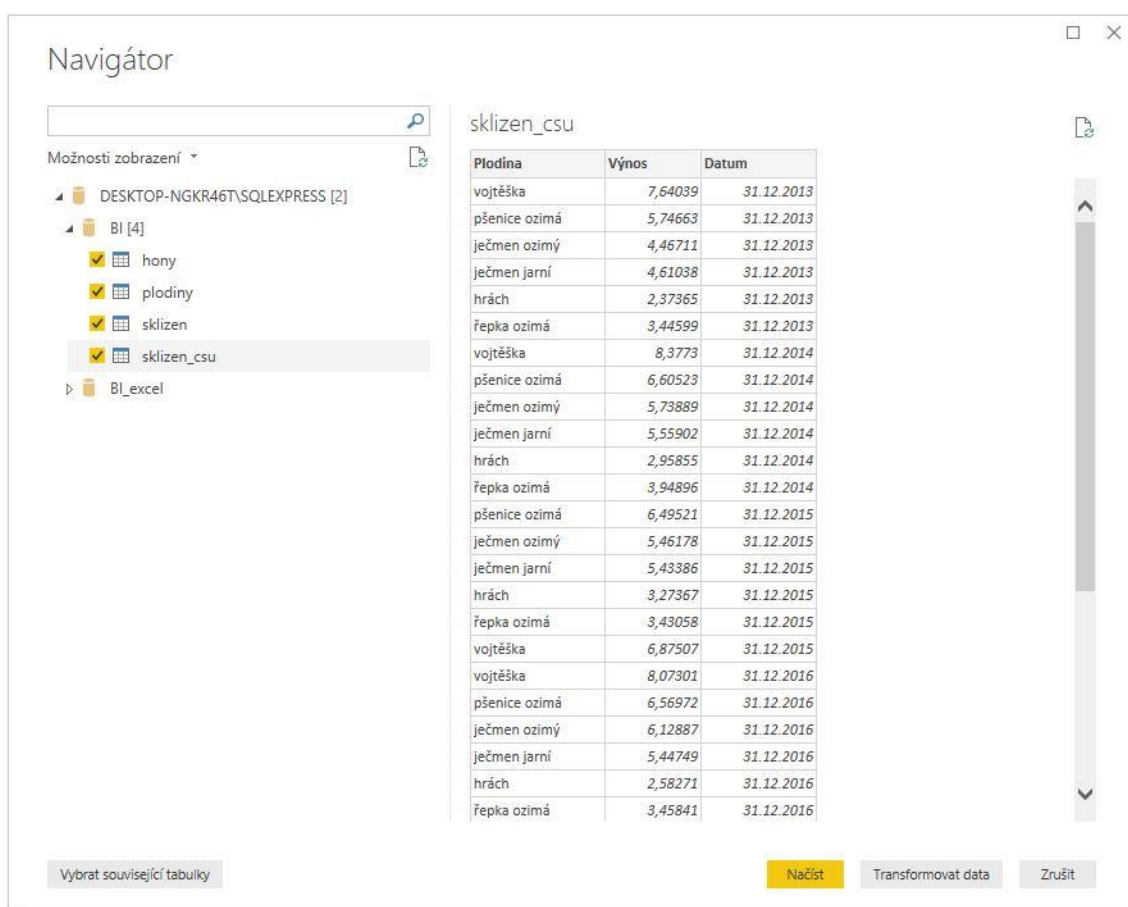 Navigátor
Možnosti zobrazení
DESKTOP-NGKR46T\SQLEXPRESS [2]
BI [4]
hony
plodiny
sklizen
sklizen_csu
BI_excel
sklizen_csu
Plodina Výnos Datum
vojtěška 7,64039 31.12.2013
pšenice ozimá 5,74663 31.12.2013
ječmen ozimý 4,46711 31.12.2013
ječmen jarní 4,61038 31.12.2013
hrách 2,37365 31.12.2013
řepka ozimá 3,44599 31.12.2013
vojtěška 8,3773 31.12.2014
pšenice ozimá 6,60523 31.12.2014
ječmen ozimý 5,73889 31.12.2014
ječmen jarní 5,55902 31.12.2014
hrách 2,95855 31.12.2014
řepka ozimá 3,94896 31.12.2014
pšenice ozimá 6,49521 31.12.2015
ječmen ozimý 5,46178 31.12.2015
ječmen jarní 5,43386 31.12.2015
hrách 3,27367 31.12.2015
řepka ozimá 3,43058 31.12.2015
vojtěška 6,87507 31.12.2015
vojtěška 8,07301 31.12.2016
pšenice ozimá 6,56972 31.12.2016
ječmen ozimý 6,12887 31.12.2016
ječmen jarní 5,44749 31.12.2016
hrách 2,58271 31.12.2016
řepka ozimá 3,45841 31.12.2016
Vybrat související tabulky Načíst Transformovat data Zrušit